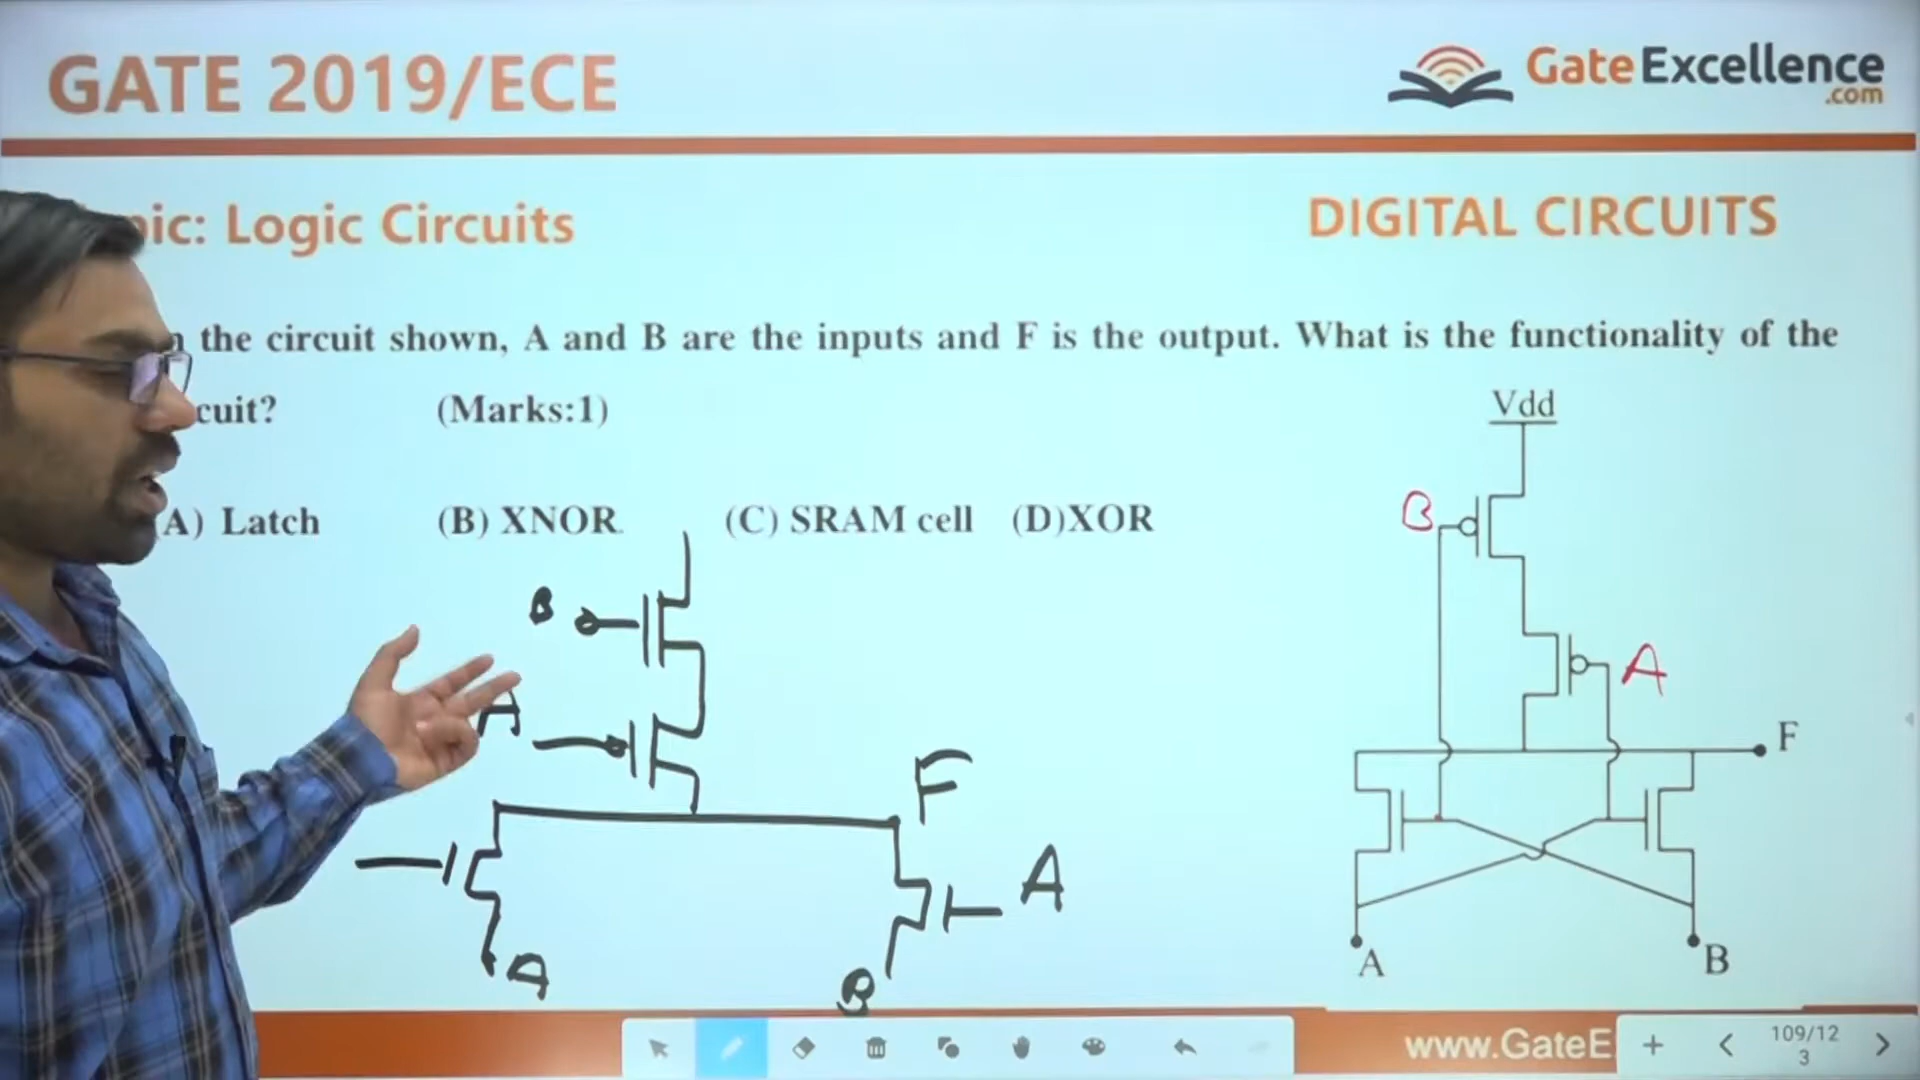 GATE 2019/ECE
GateExcellence
.com
Logic Circuits
DIGITAL CIRCUITS
the circuit shown, A and B are the inputs and F is the output. What is the functionality of the
cuit? (Marks:1)
A) Latch (B) XNOR. (C) SRAM cell (D)XOR
Vdd
B
A
F
A
B
B
A
F
A
A
B
www.GateE
109/12
3